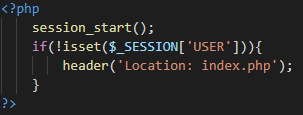 <?php
session_start();
if(!isset($_SESSION['USER'])){
header('Location: index.php');
}
?>